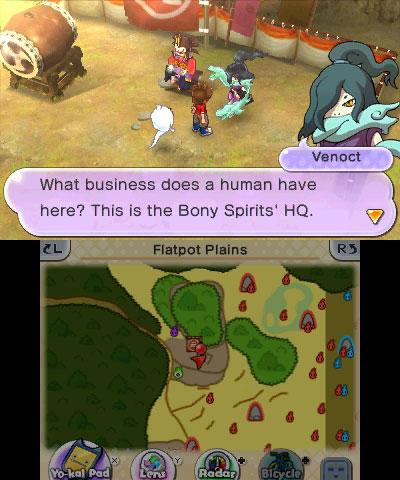 Venoct
What business does a human have
here? This is the Bony Spirits' HQ.
L
Flatpot Plains
R
Yo-kai Pad
X
Lens
Y
Radar
Bicycle